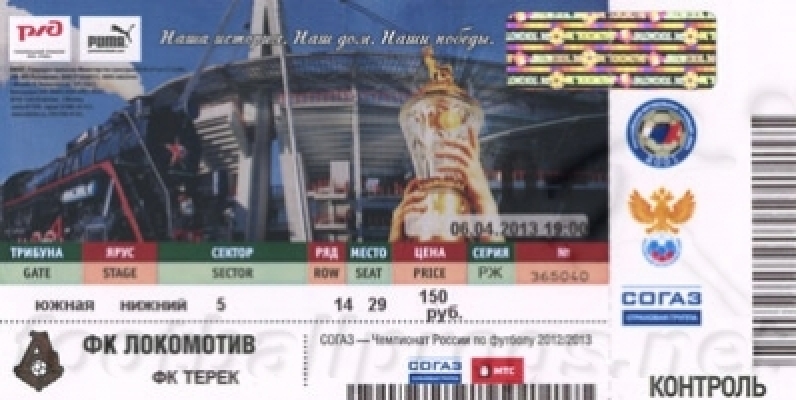 РЖД PUMA Наша история. Наш дом. Наши победы.
06.04.2013 19:00
ТРИБУНА ЯРУС СЕКТОР РЯД МЕСТО ЦЕНА СЕРИЯ №
GATE STAGE SECTOR ROW SEAT PRICE РЖ 365040
южная нижний 5 14 29 150
руб.
ФК ЛОКОМОТИВ
ФК ТЕРЕК
СОГАЗ — Чемпионат России по футболу 2012/2013
СОГАЗ МТС
СОГАЗ
СТРАХОВАЯ ГРУППА
КОНТРОЛЬ